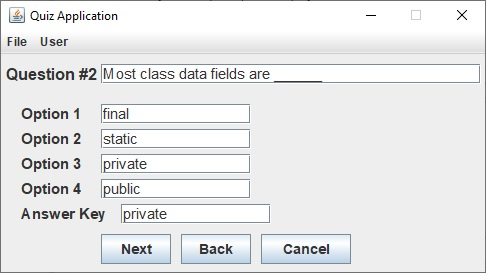 Quiz Application
File User
Question #2 Most class data fields are ______
Option 1 final
Option 2 static
Option 3 private
Option 4 public
Answer Key private
Next Back Cancel